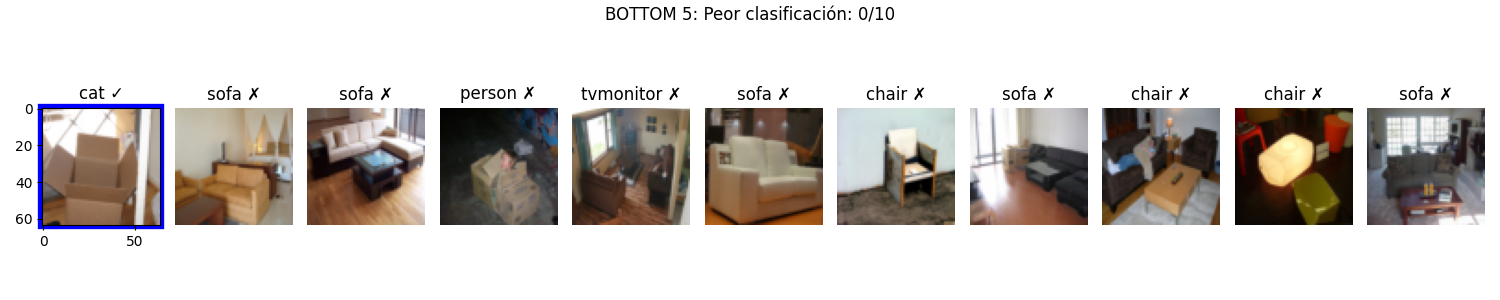 BOTTOM 5: Peor clasificación: 0/10
cat ✓ sofa ✗ sofa ✗ person ✗ tvmonitor ✗ sofa ✗ chair ✗ sofa ✗ chair ✗ chair ✗ sofa ✗
0
20
40
60
0 50